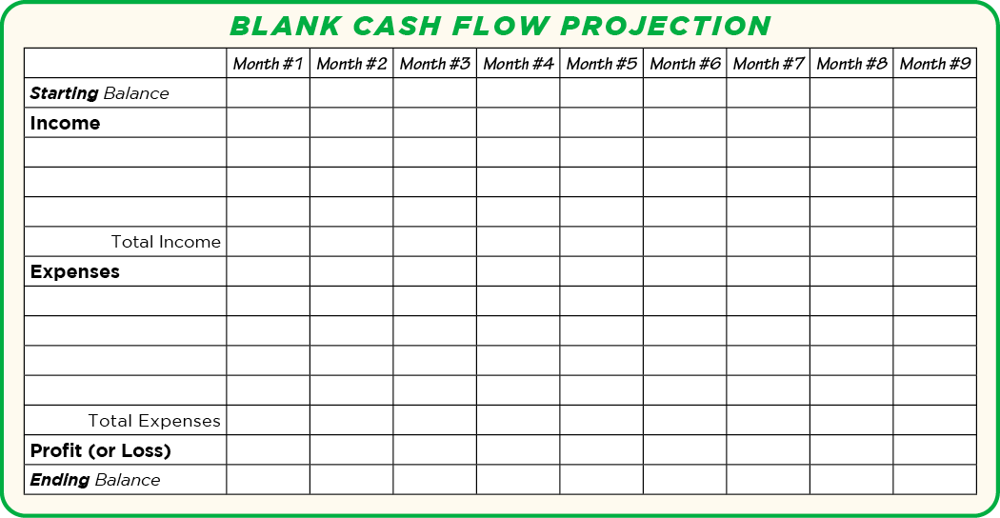 BLANK CASH FLOW PROJECTION
Month #1 Month #2 Month #3 Month #4 Month #5 Month #6 Month #7 Month #8 Month #9
Starting Balance
Income
Total Income
Expenses
Total Expenses
Profit (or Loss)
Ending Balance